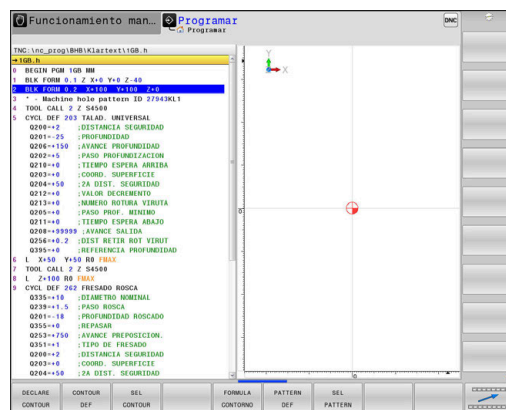 Funcionamiento man...
Programar
Programar
DNC
TNC:\nc_prog\BHB\Klartext\1GB.h
→1GB.h
0 BEGIN PGM 1GB MM
1 BLK FORM 0.1 Z X+0 Y+0 Z-40
2 BLK FORM 0.2 X+100 Y+100 Z+0
3 * - Machine hole pattern ID 27943KL1
4 TOOL CALL 2 Z S4500
5 CYCL DEF 203 TALAD. UNIVERSAL
Q200=+2 ;DISTANCIA SEGURIDAD
Q201=-25 ;PROFUNDIDAD
Q206=+150 ;AVANCE PROFUNDIDAD
Q202=+5 ;PASO PROFUNDIZACION
Q210=+0 ;TIEMPO ESPERA ARRIBA
Q203=+0 ;COORD. SUPERFICIE
Q204=+50 ;2A DIST. SEGURIDAD
Q212=+0 ;VALOR DECREMENTO
Q213=+0 ;NUMERO ROTURA VIRUTA
Q205=+0 ;PASO PROF. MINIMO
Q211=+0 ;TIEMPO ESPERA ABAJO
Q208=+99999 ;AVANCE SALIDA
Q256=+0.2 ;DIST RETIR ROT VIRUT
Q395=+0 ;REFERENCIA PROFUNDIDAD
6 L X+50 Y+50 R0 FMAX
7 TOOL CALL 2 Z S4500
8 L Z+100 R0 FMAX
9 CYCL DEF 262 FRESADO ROSCA
Q335=+10 ;DIAMETRO NOMINAL
Q239=+1.5 ;PASO ROSCA
Q201=-18 ;PROFUNDIDAD ROSCADO
Q355=+0 ;REPASAR
Q253=+750 ;AVANCE PREPOSICION.
Q351=+1 ;TIPO DE FRESADO
Q200=+2 ;DISTANCIA SEGURIDAD
Q203=+0 ;COORD. SUPERFICIE
Q204=+50 ;2A DIST. SEGURIDAD
Y
X
0
0
DECLARE CONTOUR
CONTOUR DEF
SEL CONTOUR
FORMULA CONTORNO
PATTERN DEF
SEL PATTERN